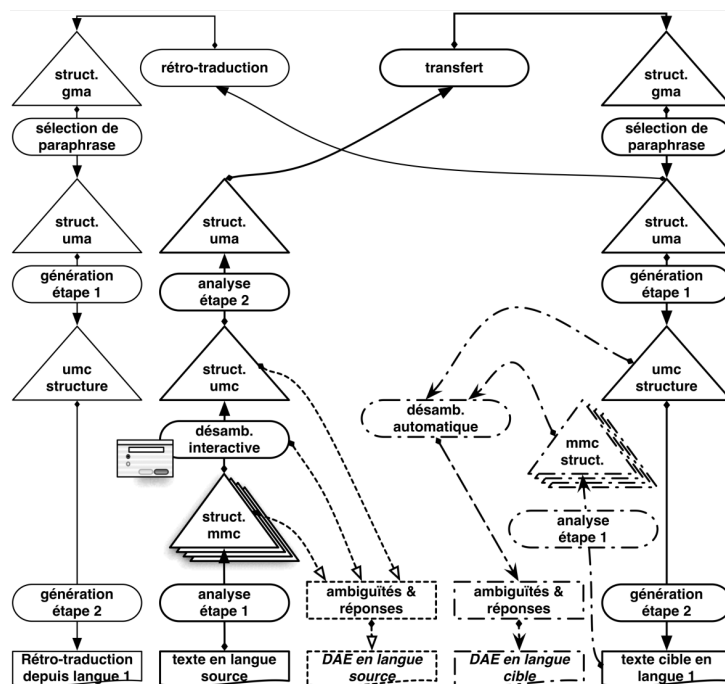 struct.
gma
rétro-traduction
transfert
struct.
gma
sélection de
paraphrase
sélection de
paraphrase
struct.
uma
struct.
uma
struct.
uma
génération
étape 1
analyse
étape 2
génération
étape 1
umc
structure
struct.
umc
umc
structure
désamb.
automatique
désamb.
interactive
mmc
struct.
struct.
mmc
analyse
étape 1
génération
étape 2
analyse
étape 1
ambiguïtés &
réponses
ambiguïtés &
réponses
génération
étape 2
Rétro-traduction
depuis langue 1
texte en langue
source
DAE en langue
source
DAE en langue
cible
texte cible en
langue 1